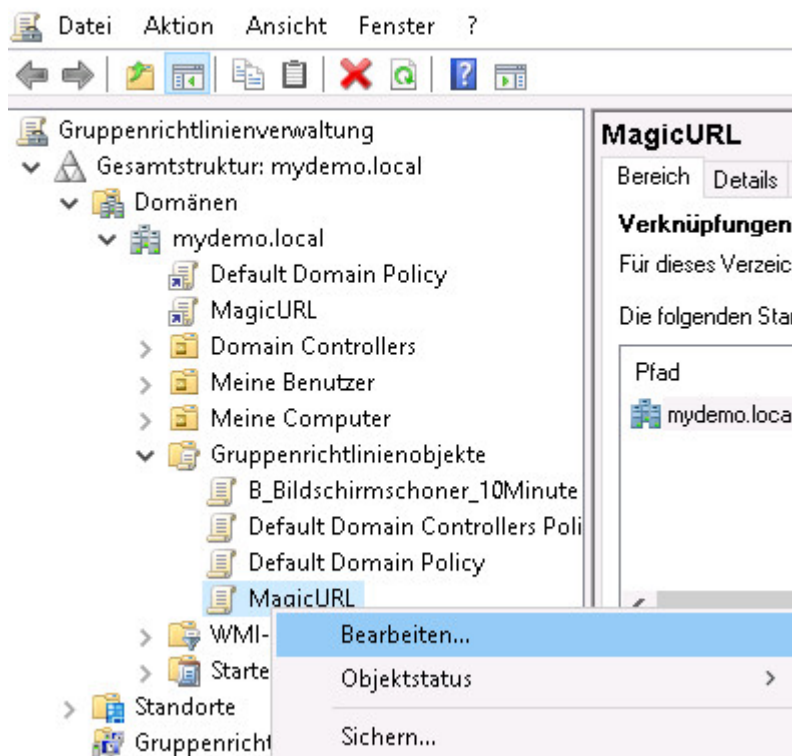 Datei Aktion Ansicht Fenster ?
Gruppenrichtlinienverwaltung
Gesamtstruktur: mydemo.local
Domänen
mydemo.local
Default Domain Policy
MagicURL
Domain Controllers
Meine Benutzer
Meine Computer
Gruppenrichtlinienobjekte
B_Bildschirmschoner_10Minute
Default Domain Controllers Poli
Default Domain Policy
MagicURL
WMI-
Starte
Standorte
Gruppenricht
MagicURL
Bereich Details
Verknüpfungen
Für dieses Verzeic
Die folgenden Star
Pfad
mydemo.loca
Bearbeiten...
Objektstatus
Sichern...